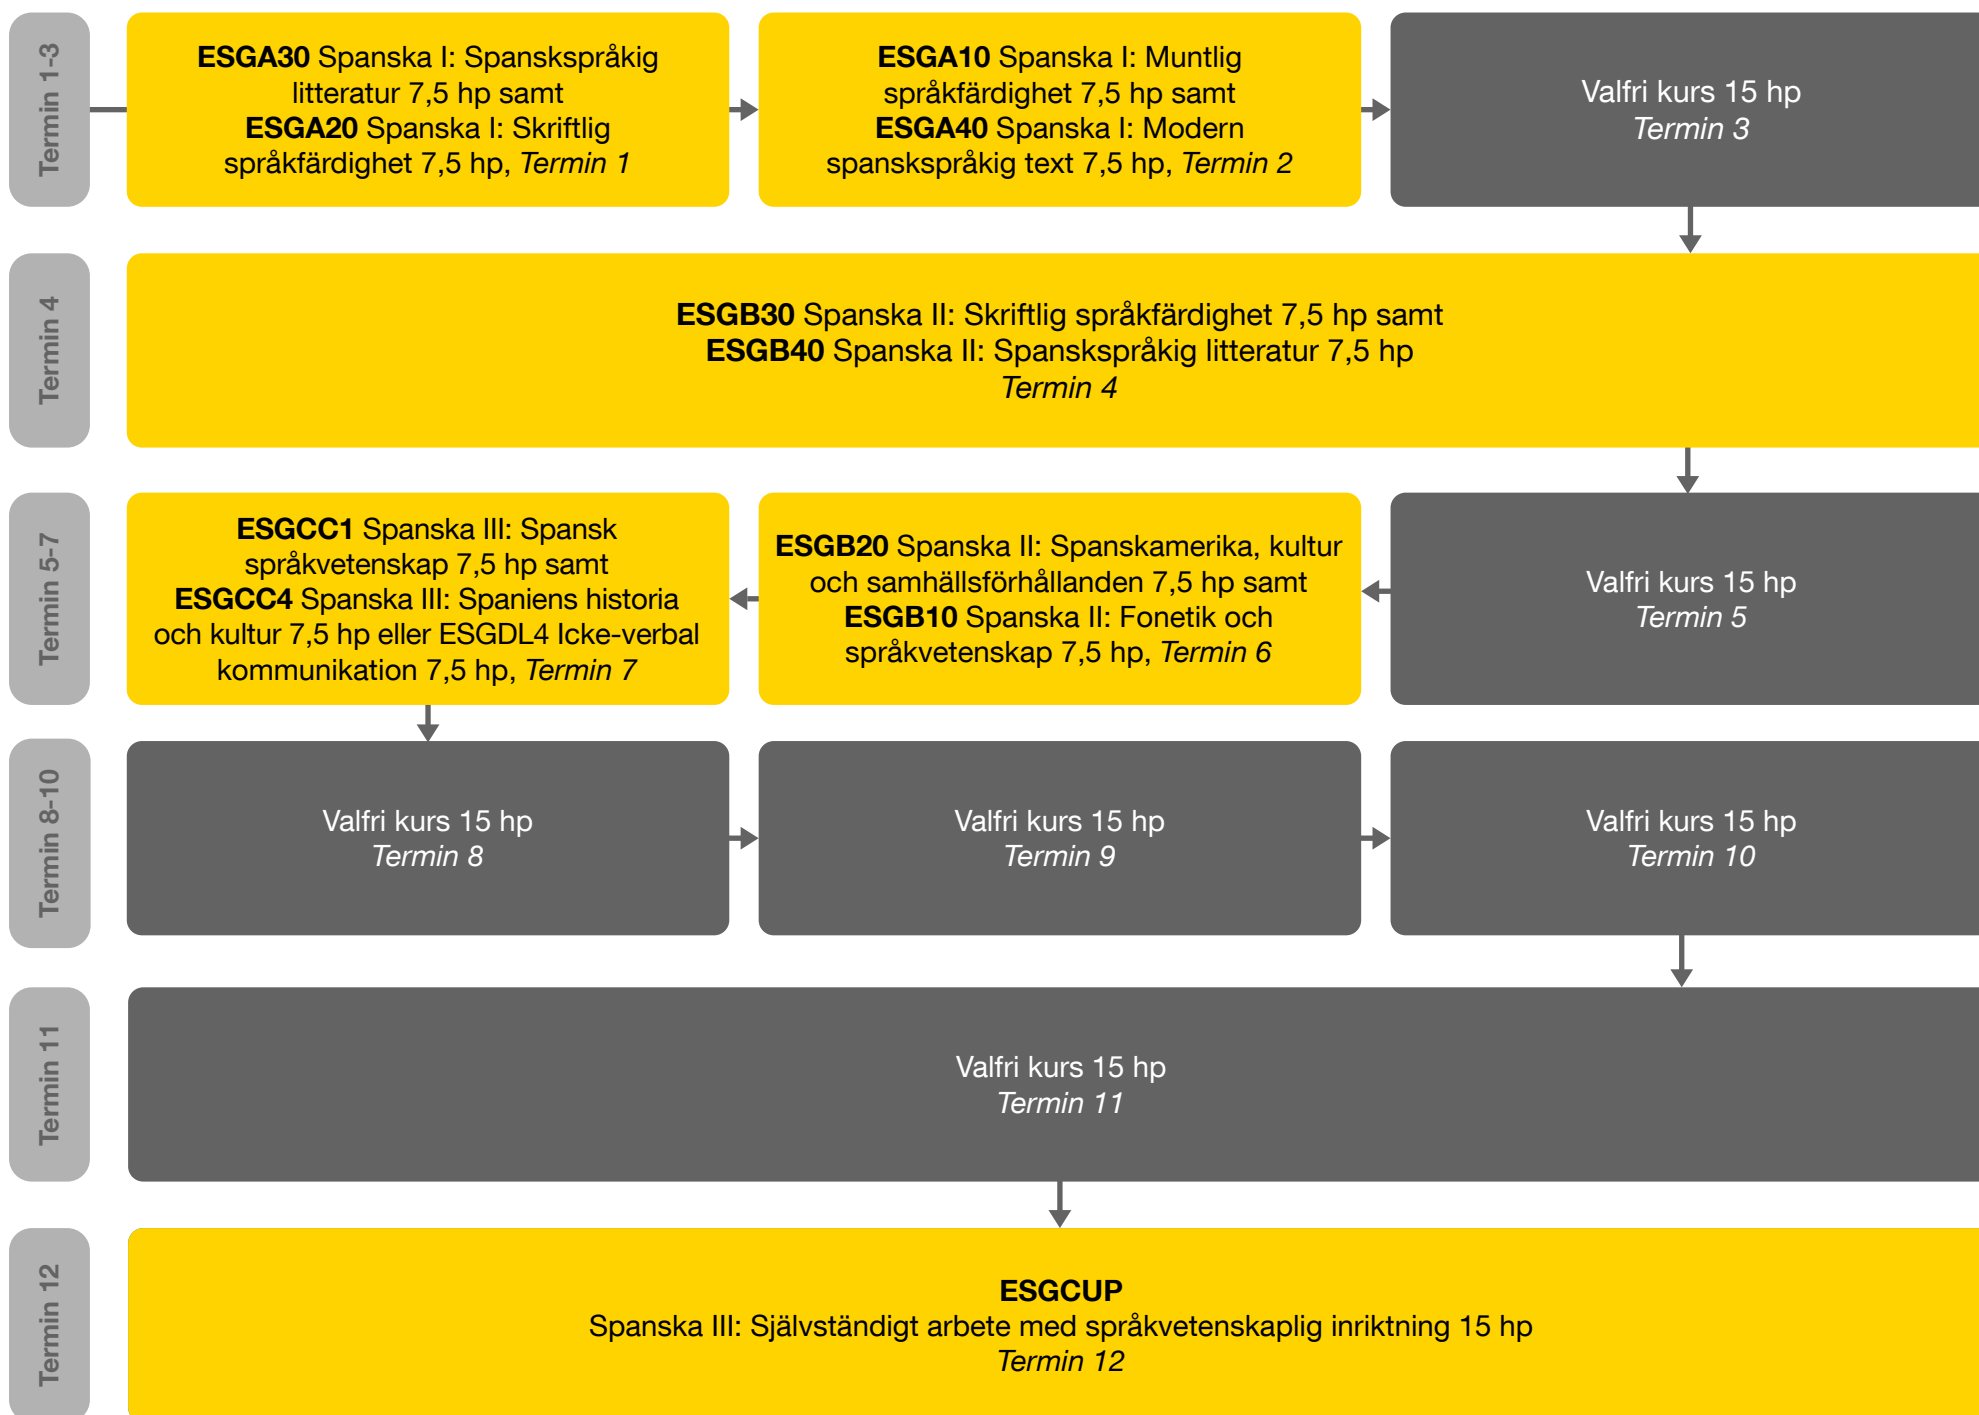 Termin 1-3
ESGA30 Spanska I: Spanskspråkig
litteratur 7,5 hp samt
ESGA20 Spanska I: Skriftlig
språkfärdighet 7,5 hp, Termin 1
ESGA10 Spanska I: Muntlig
språkfärdighet 7,5 hp samt
ESGA40 Spanska I: Modern
spanskspråkig text 7,5 hp, Termin 2
Valfri kurs 15 hp
Termin 3
Termin 4
ESGB30 Spanska II: Skriftlig språkfärdighet 7,5 hp samt
ESGB40 Spanska II: Spanskspråkig litteratur 7,5 hp
Termin 4
Termin 5-7
ESGCC1 Spanska III: Spansk
språkvetenskap 7,5 hp samt
ESGCC4 Spanska III: Spaniens historia
och kultur 7,5 hp eller ESGDL4 Icke-verbal
kommunikation 7,5 hp, Termin 7
ESGB20 Spanska II: Spanskamerika, kultur
och samhällsförhållanden 7,5 hp samt
ESGB10 Spanska II: Fonetik och
språkvetenskap 7,5 hp, Termin 6
Valfri kurs 15 hp
Termin 5
Termin 8-10
Valfri kurs 15 hp
Termin 8
Valfri kurs 15 hp
Termin 9
Valfri kurs 15 hp
Termin 10
Termin 11
Valfri kurs 15 hp
Termin 11
Termin 12
ESGCUP
Spanska III: Självständigt arbete med språkvetenskaplig inriktning 15 hp
Termin 12